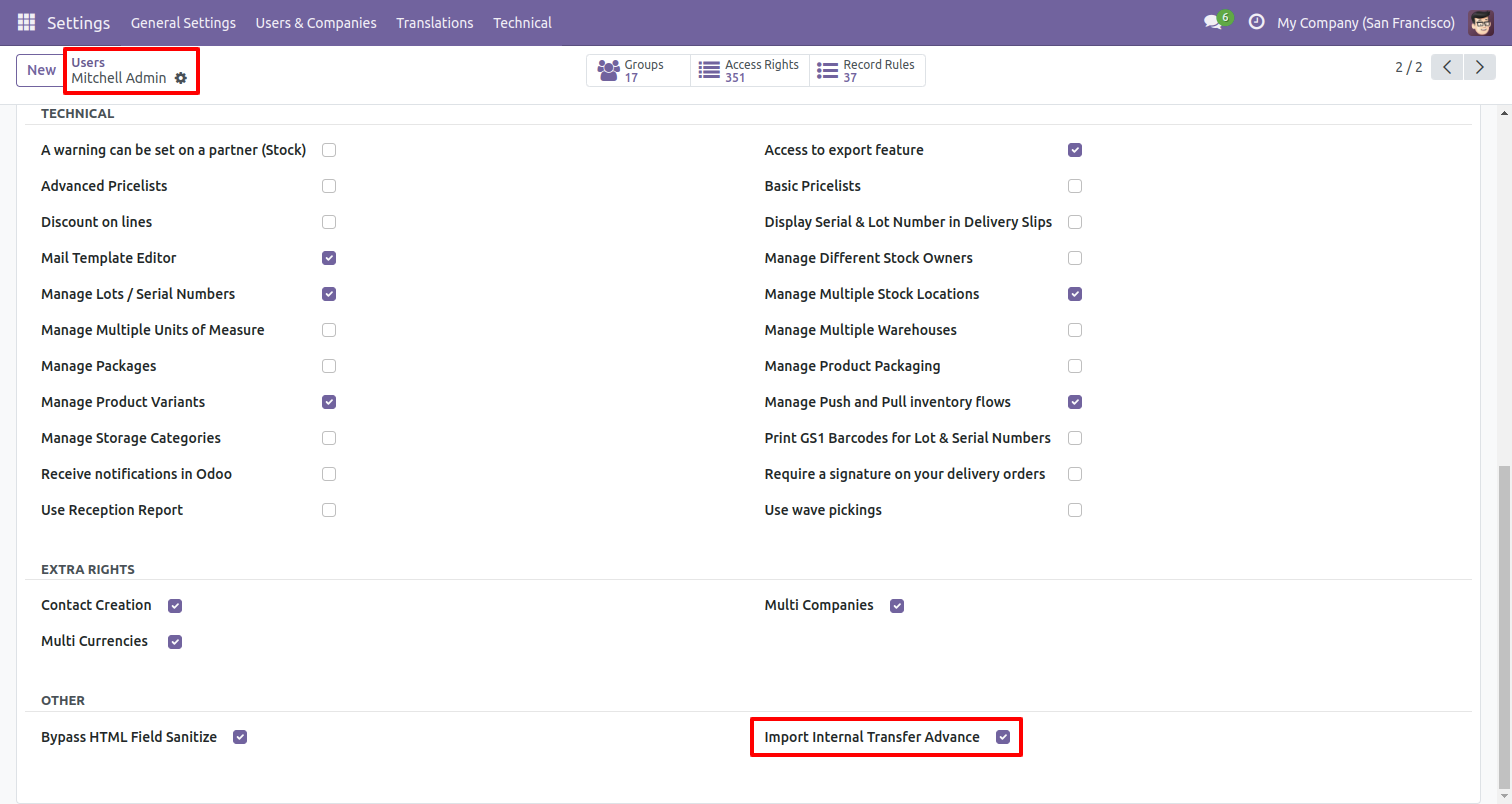 Settings General Settings Users & Companies Translations Technical 6 My Company (San Francisco)
New Users Groups Access Rights Record Rules
Mitchell Admin 17 351 37 2 / 2
TECHNICAL
A warning can be set on a partner (Stock) Access to export feature
Advanced Pricelists Basic Pricelists
Discount on lines Display Serial & Lot Number in Delivery Slips
Mail Template Editor Manage Different Stock Owners
Manage Lots / Serial Numbers Manage Multiple Stock Locations
Manage Multiple Units of Measure Manage Multiple Warehouses
Manage Packages Manage Product Packaging
Manage Product Variants Manage Push and Pull inventory flows
Manage Storage Categories Print GS1 Barcodes for Lot & Serial Numbers
Receive notifications in Odoo Require a signature on your delivery orders
Use Reception Report Use wave pickings
EXTRA RIGHTS
Contact Creation Multi Companies
Multi Currencies
OTHER
Bypass HTML Field Sanitize Import Internal Transfer Advance